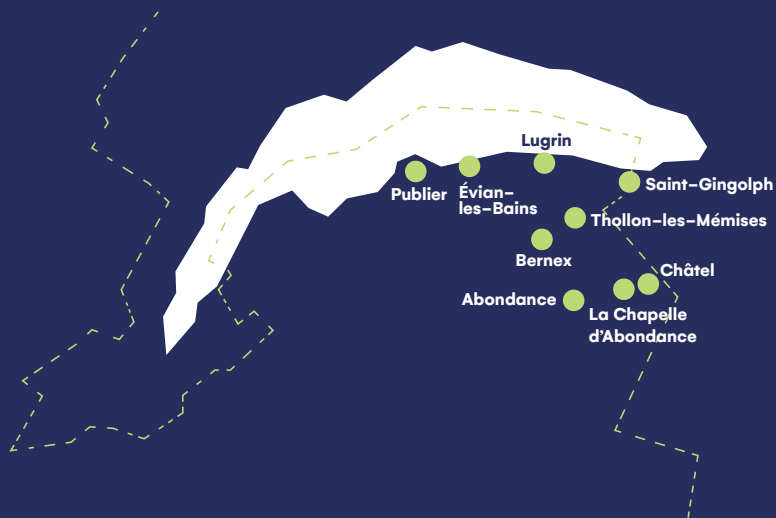 Lugrin
Publier
Évian–
les–Bains
Saint–Gingolph
Thollon–les–Mémises
Bernex
Châtel
Abondance
La Chapelle
d’Abondance